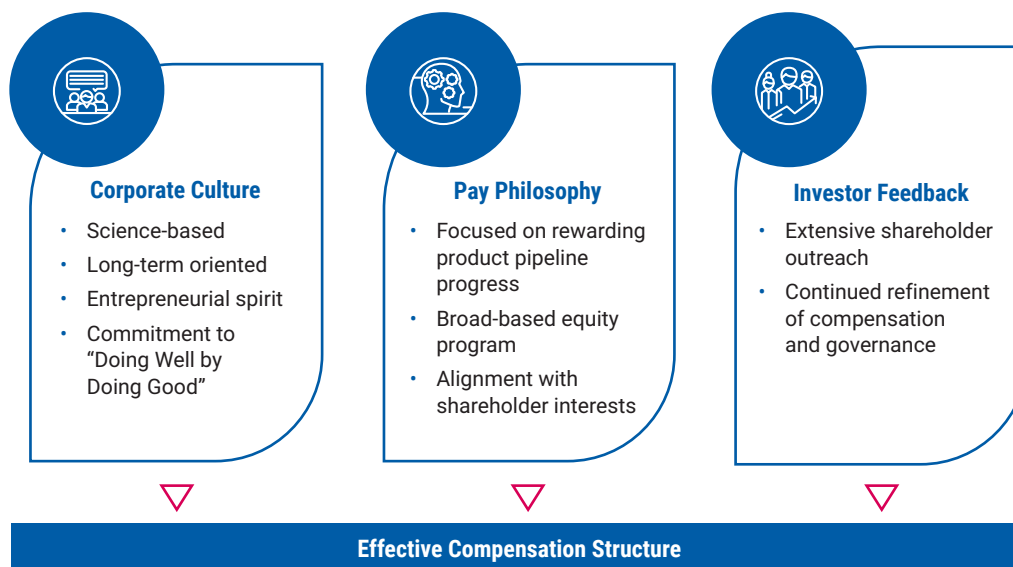 Corporate Culture
• Science-based
• Long-term oriented
• Entrepreneurial spirit
• Commitment to
“Doing Well by
Doing Good”
Pay Philosophy
• Focused on rewarding
product pipeline
progress
• Broad-based equity
program
• Alignment with
shareholder interests
Investor Feedback
• Extensive shareholder
outreach
• Continued refinement
of compensation
and governance
Effective Compensation Structure